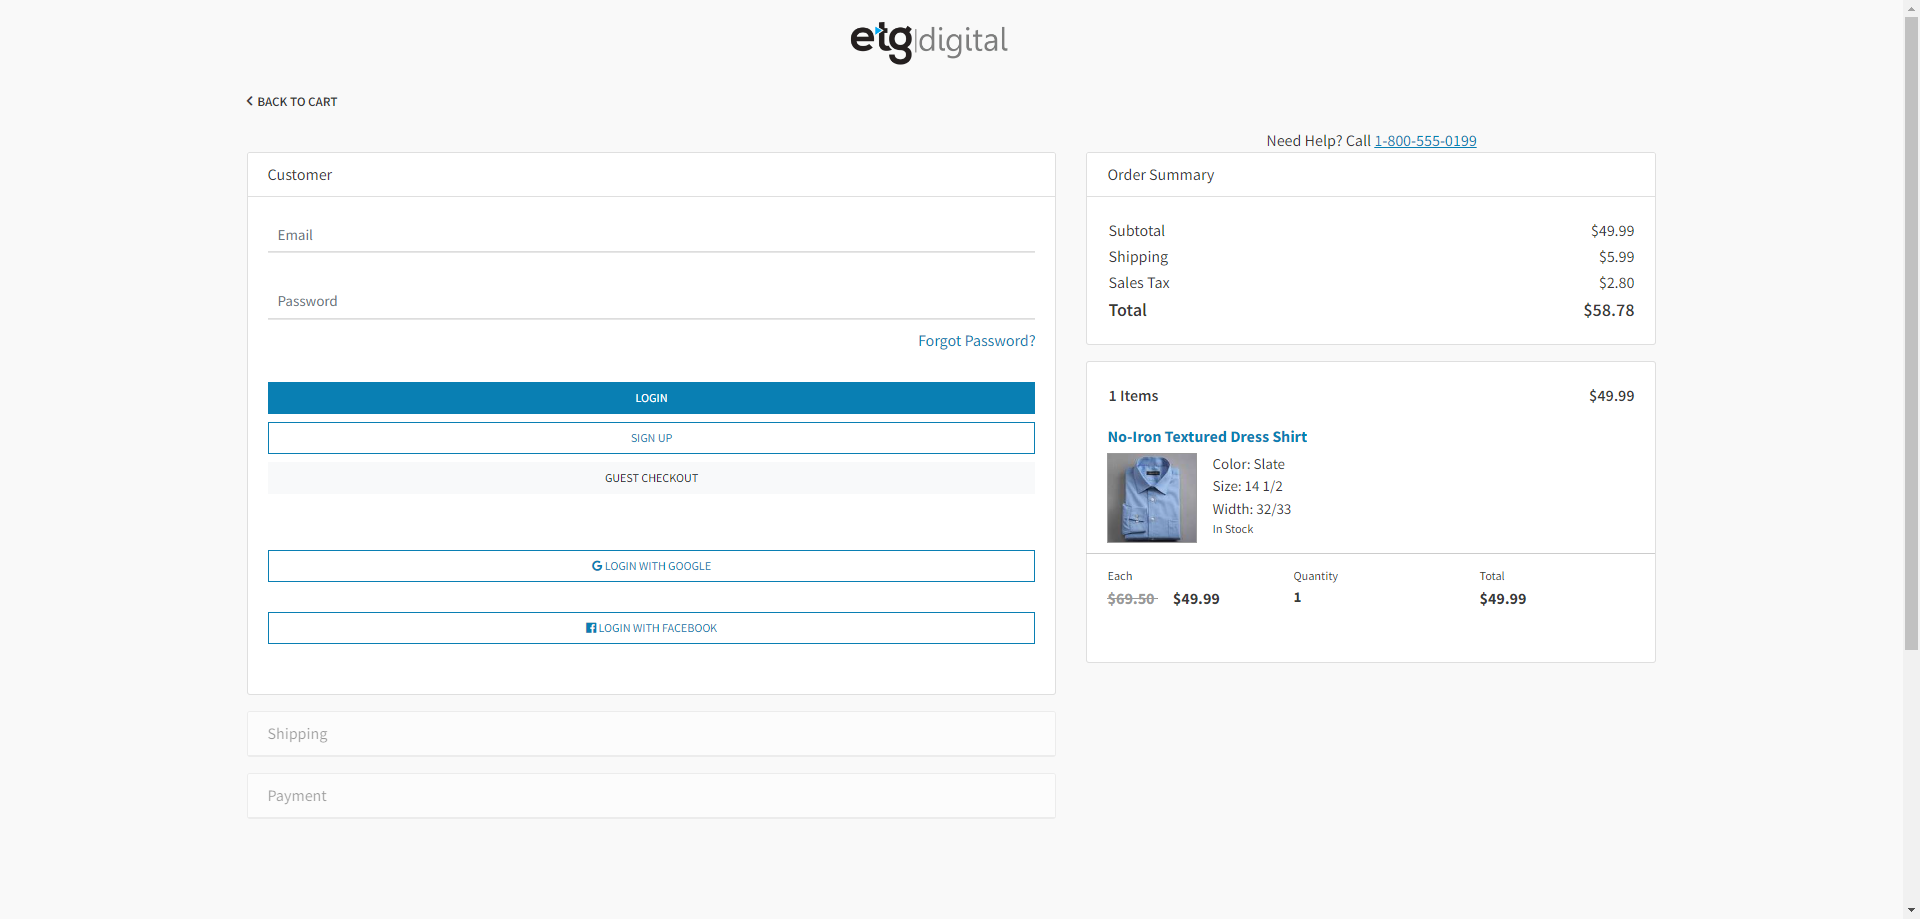 etg|digital
BACK TO CART
Need Help? Call 1-800-555-0199
Customer
Email
Password
Forgot Password?
LOGIN
SIGN UP
GUEST CHECKOUT
LOGIN WITH GOOGLE
LOGIN WITH FACEBOOK
Shipping
Payment
Order Summary
Subtotal $49.99
Shipping $5.99
Sales Tax $2.80
Total $58.78
1 Items $49.99
No-Iron Textured Dress Shirt
Color: Slate
Size: 14 1/2
Width: 32/33
In Stock
Each Quantity Total
$69.50 $49.99 1 $49.99